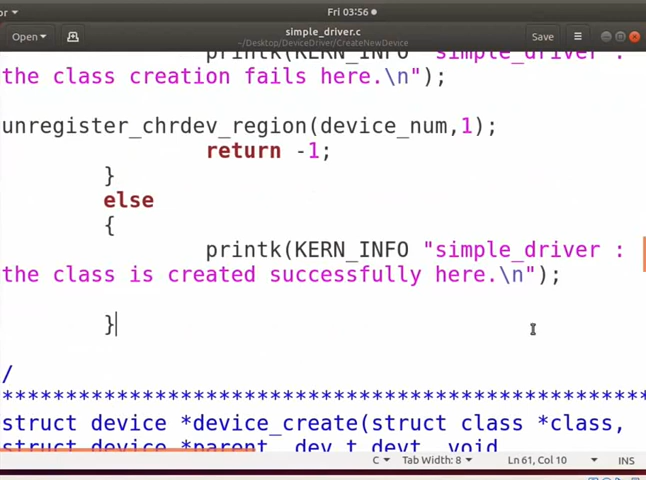 or
Fri 03:56
Open
simple_driver.c
~/Desktop/DeviceDriver/CreateNewDevice
Save
printk(KERN_INFO "simple_driver :
the class creation fails here.\n");
unregister_chrdev_region(device_num,1);
return -1;
}
else
{
printk(KERN_INFO "simple_driver :
the class is created successfully here.\n");
}
/
**************************************************
struct device *device_create(struct class *class,
struct device *parent, dev_t devt, void
C
Tab Width: 8
Ln 61, Col 10
INS